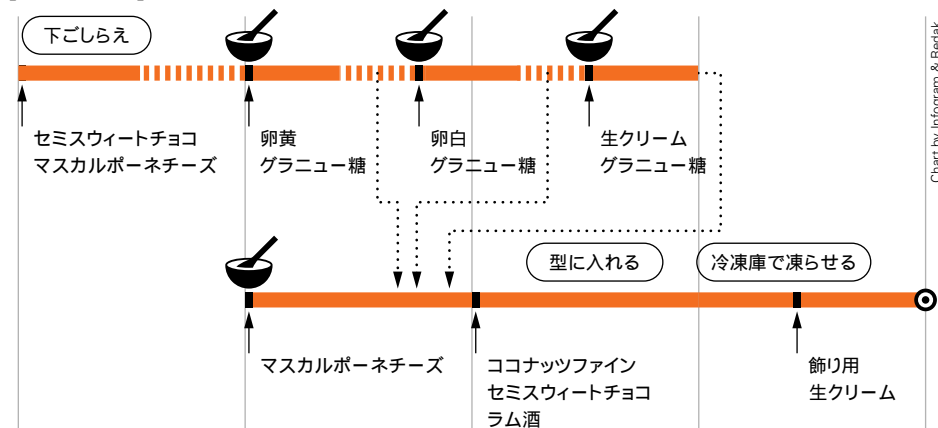 下ごしらえ
セミスウィートチョコ
マスカルポーネチーズ
卵黄
グラニュー糖
卵白
グラニュー糖
生クリーム
グラニュー糖
型に入れる
冷凍庫で凍らせる
マスカルポーネチーズ
ココナッツファイン
セミスウィートチョコ
ラム酒
飾り用
生クリーム
Chart by Infogram & Redak